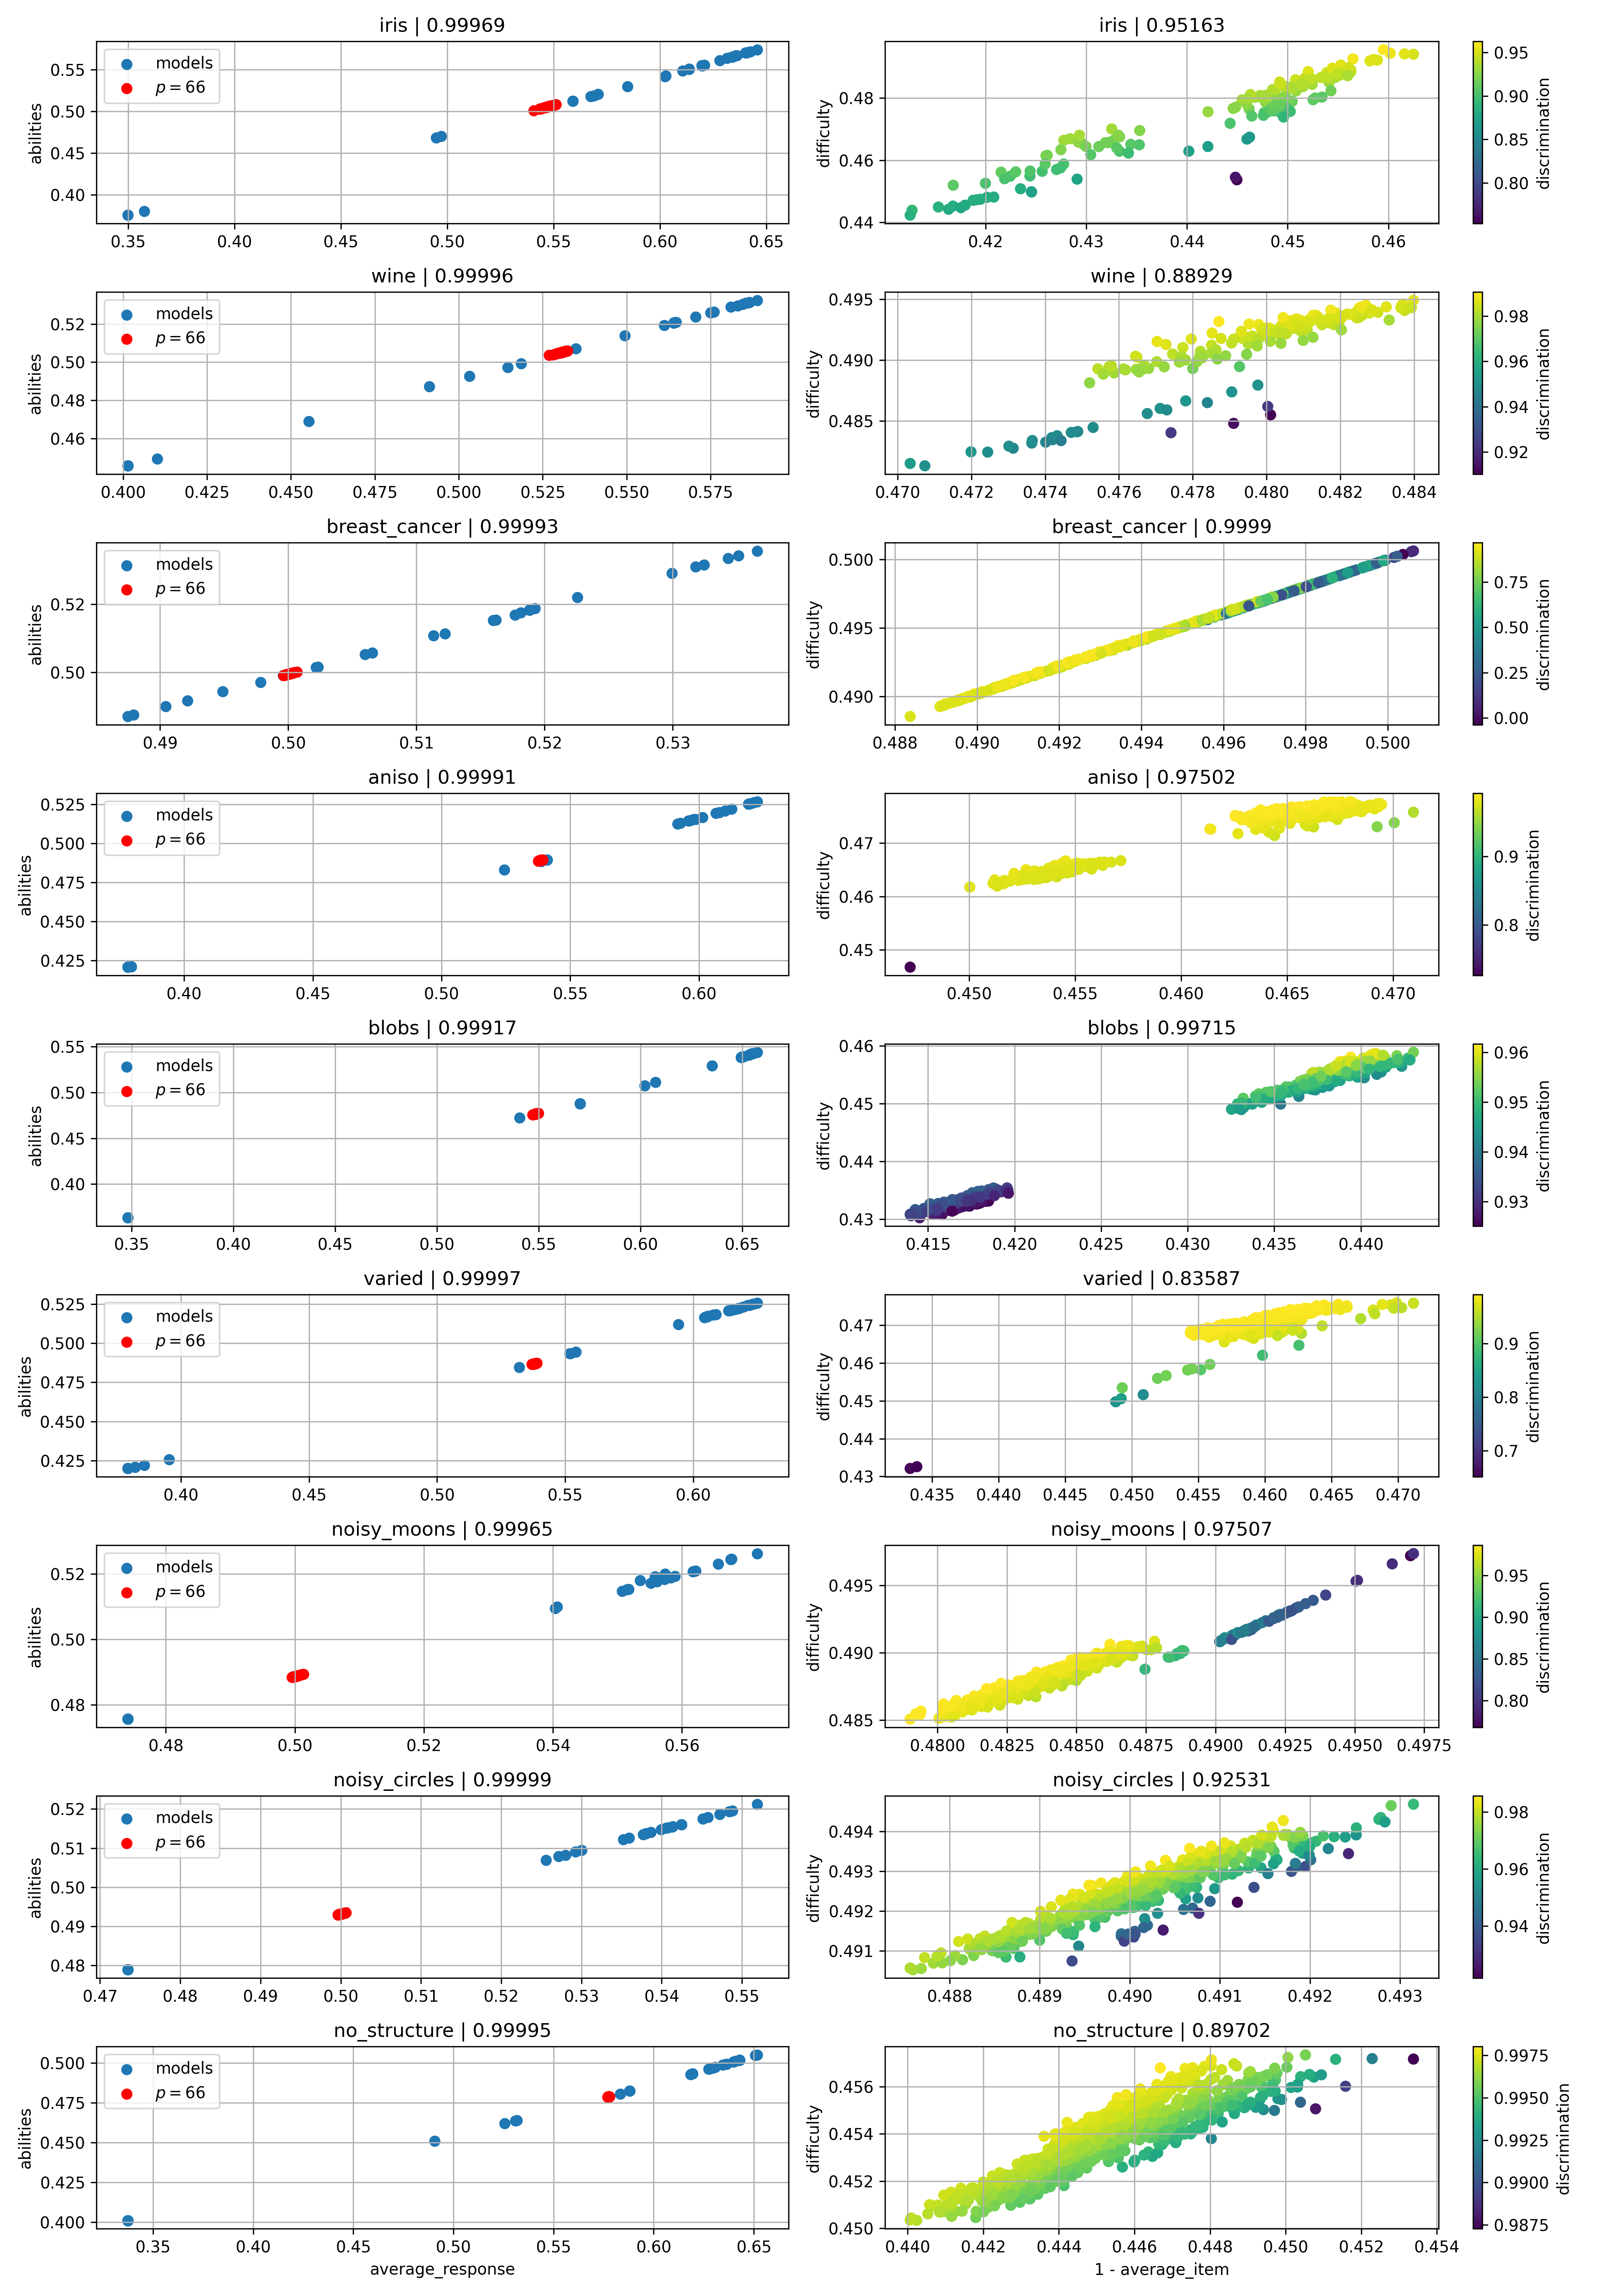 iris | 0.99969
models
p = 66
abilities
0.55
0.50
0.45
0.40
0.35 0.40 0.45 0.50 0.55 0.60 0.65
iris | 0.95163
difficulty
0.48
0.46
0.44
0.42 0.43 0.44 0.45 0.46
0.95
0.90
0.85
0.80
discrimination
wine | 0.99996
models
p = 66
abilities
0.52
0.50
0.48
0.46
0.400 0.425 0.450 0.475 0.500 0.525 0.550 0.575
wine | 0.88929
difficulty
0.495
0.490
0.485
0.470 0.472 0.474 0.476 0.478 0.480 0.482 0.484
0.98
0.96
0.94
0.92
discrimination
breast_cancer | 0.99993
models
p = 66
abilities
0.52
0.50
0.49 0.50 0.51 0.52 0.53
breast_cancer | 0.9999
difficulty
0.500
0.495
0.490
0.488 0.490 0.492 0.494 0.496 0.498 0.500
0.75
0.50
0.25
0.00
discrimination
aniso | 0.99991
models
p = 66
abilities
0.525
0.500
0.475
0.450
0.425
0.40 0.45 0.50 0.55 0.60
aniso | 0.97502
difficulty
0.47
0.46
0.45
0.450 0.455 0.460 0.465 0.470
0.9
0.8
discrimination
blobs | 0.99917
models
p = 66
abilities
0.55
0.50
0.45
0.40
0.35 0.40 0.45 0.50 0.55 0.60 0.65
blobs | 0.99715
difficulty
0.46
0.45
0.44
0.43
0.415 0.420 0.425 0.430 0.435 0.440
0.96
0.95
0.94
0.93
discrimination
varied | 0.99997
models
p = 66
abilities
0.525
0.500
0.475
0.450
0.425
0.40 0.45 0.50 0.55 0.60
varied | 0.83587
difficulty
0.47
0.46
0.45
0.44
0.43
0.435 0.440 0.445 0.450 0.455 0.460 0.465 0.470
0.9
0.8
0.7
discrimination
noisy_moons | 0.99965
models
p = 66
abilities
0.52
0.50
0.48
0.48 0.50 0.52 0.54 0.56
noisy_moons | 0.97507
difficulty
0.495
0.490
0.485
0.4800 0.4825 0.4850 0.4875 0.4900 0.4925 0.4950 0.4975
0.95
0.90
0.85
0.80
discrimination
noisy_circles | 0.99999
models
p = 66
abilities
0.52
0.51
0.50
0.49
0.48
0.47 0.48 0.49 0.50 0.51 0.52 0.53 0.54 0.55
noisy_circles | 0.92531
difficulty
0.494
0.493
0.492
0.491
0.488 0.489 0.490 0.491 0.492 0.493
0.98
0.96
0.94
discrimination
no_structure | 0.99995
models
p = 66
abilities
0.500
0.475
0.450
0.425
0.400
0.35 0.40 0.45 0.50 0.55 0.60 0.65
average_response
no_structure | 0.89702
difficulty
0.456
0.454
0.452
0.450
0.440 0.442 0.444 0.446 0.448 0.450 0.452 0.454
1 - average_item
0.9975
0.9950
0.9925
0.9900
0.9875
discrimination